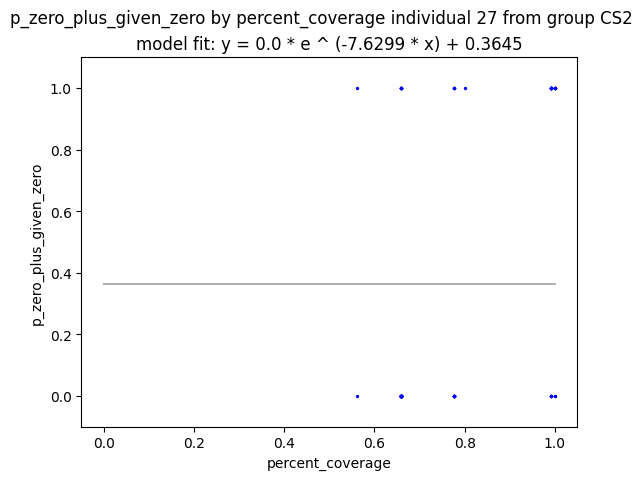 p_zero_plus_given_zero by percent_coverage individual 27 from group CS2
model fit: y = 0.0 * e ^ (-7.6299 * x) + 0.3645
1.0
0.8
0.6
0.4
0.2
0.0
p_zero_plus_given_zero
0.0 0.2 0.4 0.6 0.8 1.0
percent_coverage